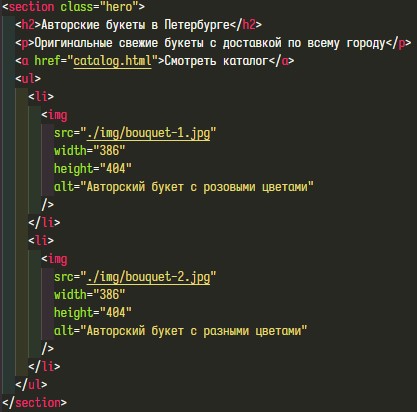 <section class="hero">
<h2>Авторские букеты в Петербурге</h2>
<p>Оригинальные свежие букеты с доставкой по всему городу</p>
<a href="catalog.html">Смотреть каталог</a>
<ul>
<li>
<img
src="./img/bouquet-1.jpg"
width="386"
height="404"
alt="Авторский букет с розовыми цветами"
/>
</li>
<li>
<img
src="./img/bouquet-2.jpg"
width="386"
height="404"
alt="Авторский букет с разными цветами"
/>
</li>
</ul>
</section>